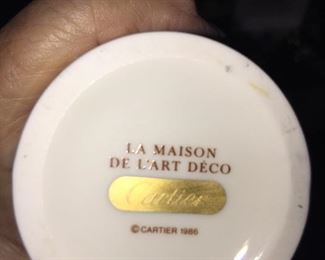 LA MAISON
DE L'ART DÉCO
Cartier
© CARTIER 1986